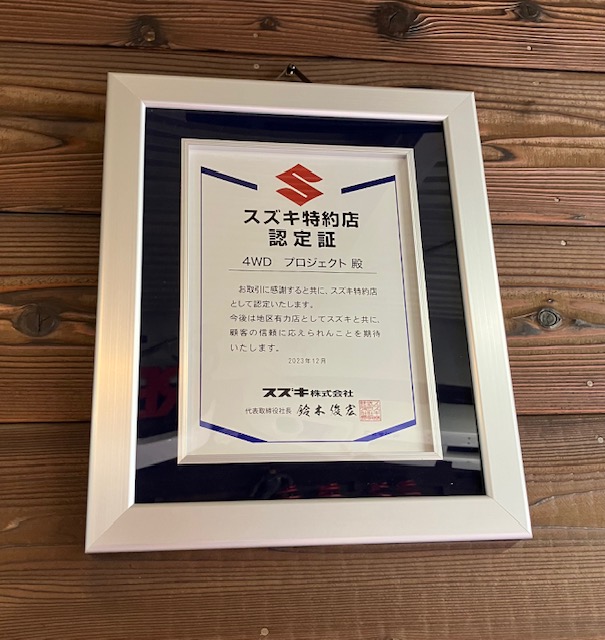 スズキ特約店
認定証
4WD プロジェクト 殿
お取引に感謝すると共に、スズキ特約店
として認定いたします。
今後は地区有力店としてスズキと共に、
顧客の信頼に応えられんことを期待
いたします。
2023年12月
スズキ株式会社
代表取締役社長 鈴木俊宏